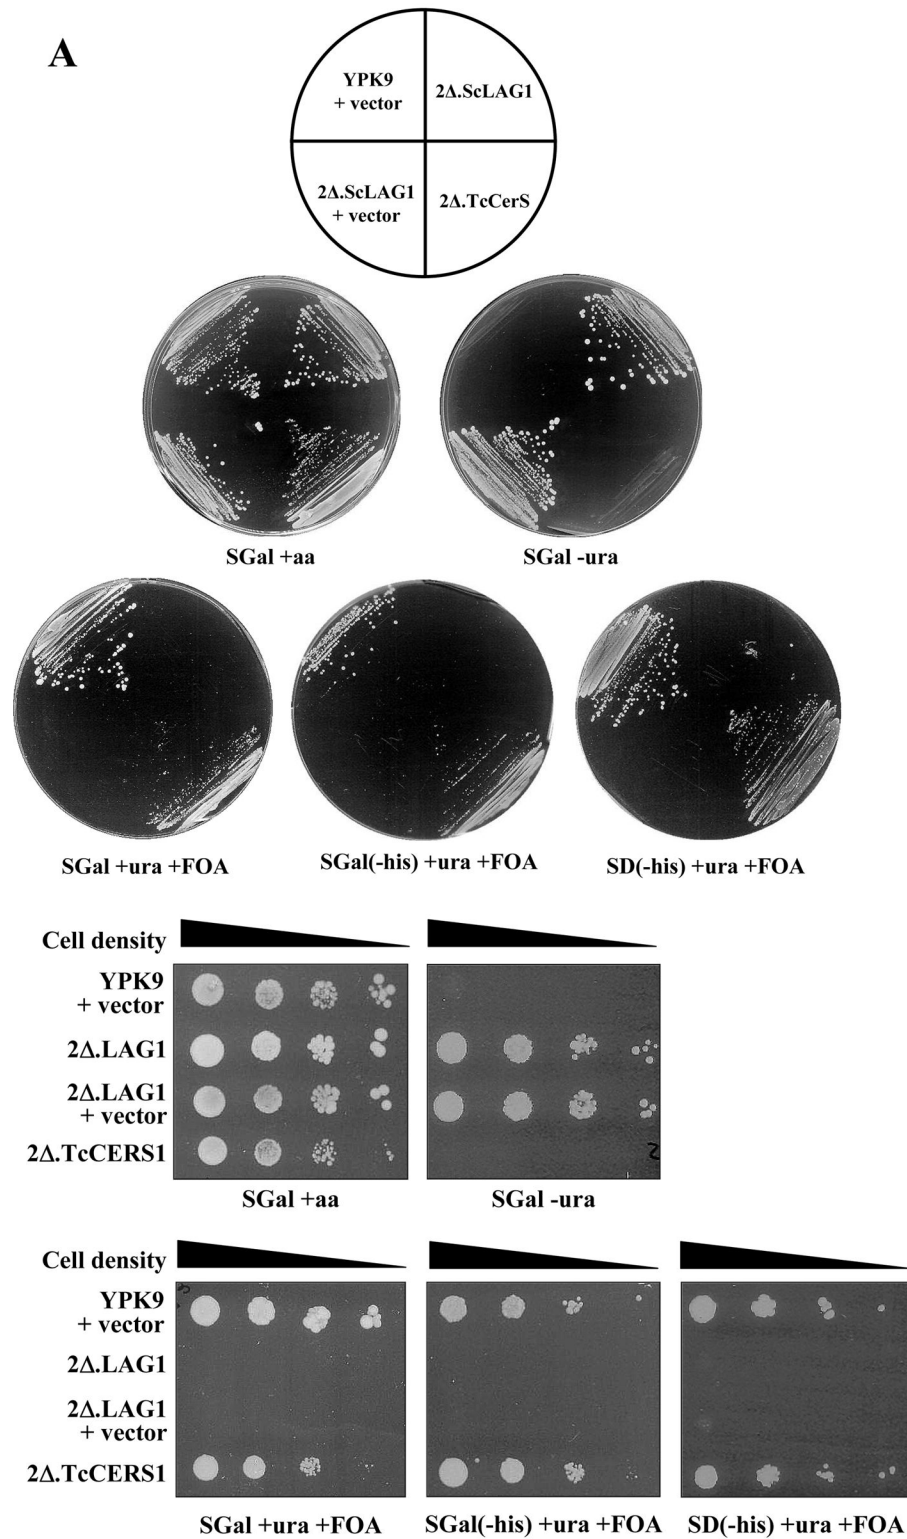 A
YPK9
+ vector
2Δ.ScLAG1
2Δ.ScLAG1
+ vector
2Δ.TcCerS
SGal +aa
SGal -ura
SGal +ura +FOA
SGal(-his) +ura +FOA
SD(-his) +ura +FOA
Cell density
YPK9
+ vector
2Δ.LAG1
2Δ.LAG1
+ vector
2Δ.TcCERS1
SGal +aa
SGal -ura
Cell density
YPK9
+ vector
2Δ.LAG1
2Δ.LAG1
+ vector
2Δ.TcCERS1
SGal +ura +FOA
SGal(-his) +ura +FOA
SD(-his) +ura +FOA